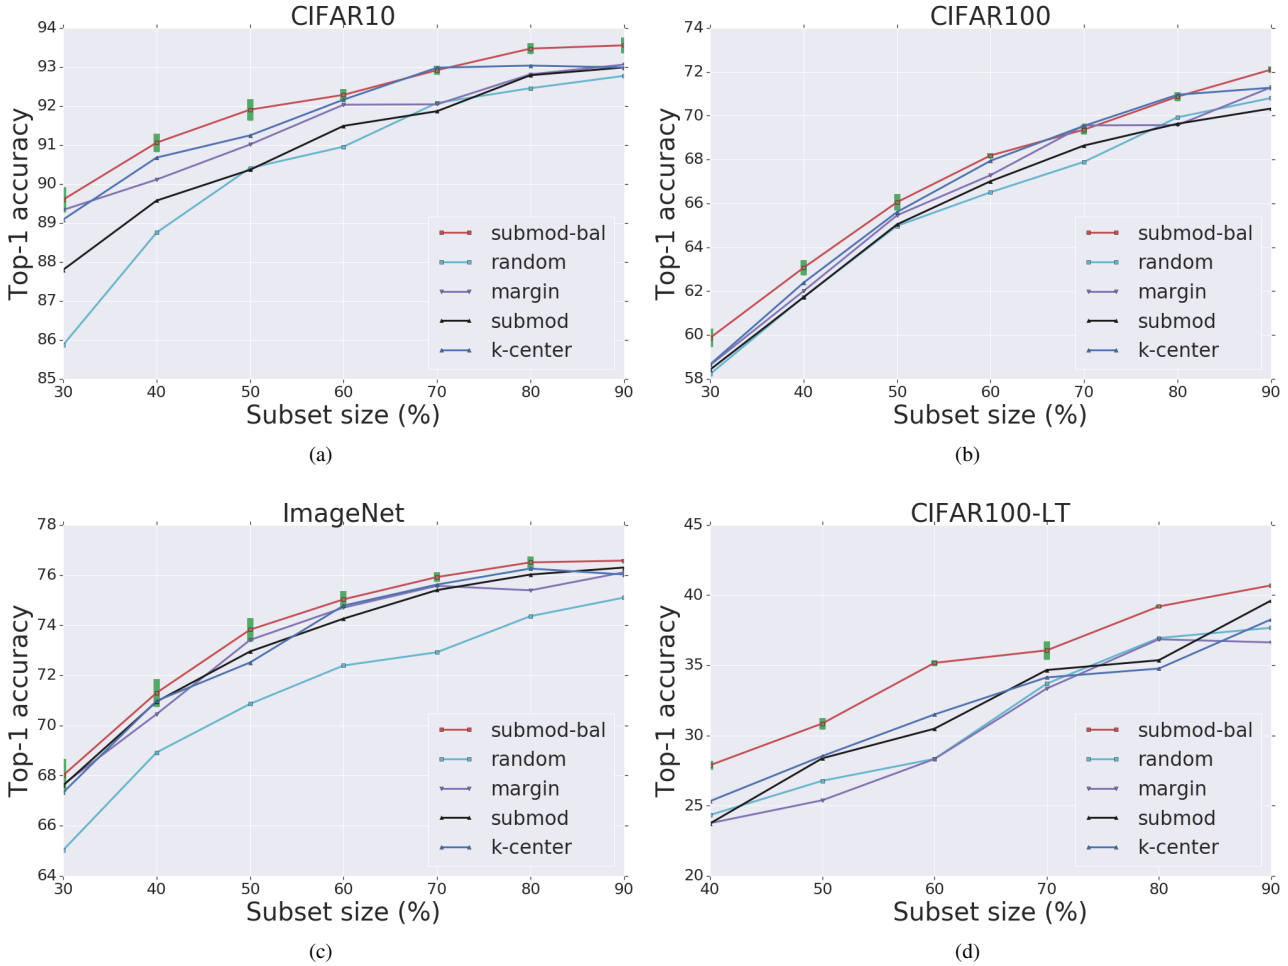 CIFAR10
94
93
92
91
90
89
88
87
86
85
Top-1 accuracy
submod-bal
random
margin
submod
k-center
30 40 50 60 70 80 90
Subset size (%)
(a)
CIFAR100
74
72
70
68
66
64
62
60
58
Top-1 accuracy
submod-bal
random
margin
submod
k-center
30 40 50 60 70 80 90
Subset size (%)
(b)
ImageNet
78
76
74
72
70
68
66
64
Top-1 accuracy
submod-bal
random
margin
submod
k-center
30 40 50 60 70 80 90
Subset size (%)
(c)
CIFAR100-LT
45
40
35
30
25
20
Top-1 accuracy
submod-bal
random
margin
submod
k-center
40 50 60 70 80 90
Subset size (%)
(d)